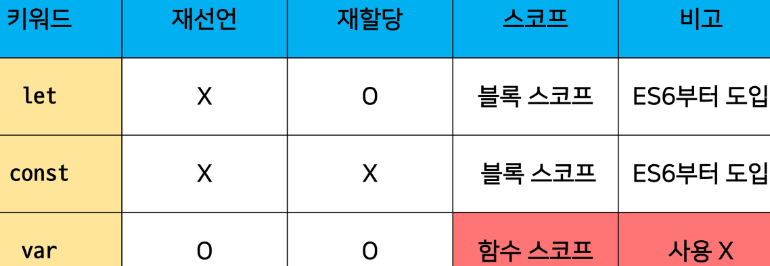 키워드 재선언 재할당 스코프 비고
let X O 블록 스코프 ES6부터 도입
const X X 블록 스코프 ES6부터 도입
var O O 함수 스코프 사용 X